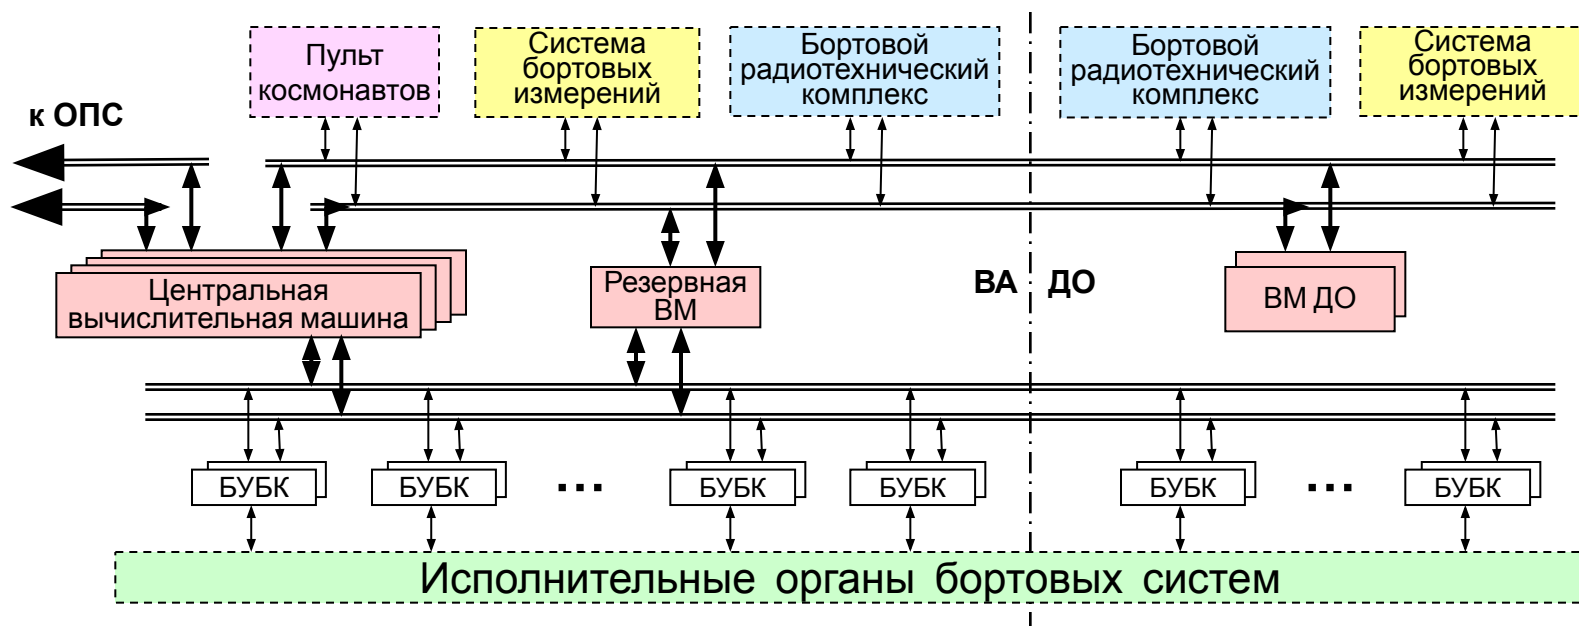 Пульт
космонавтов
Система
бортовых
измерений
Бортовой
радиотехнический
комплекс
Бортовой
радиотехнический
комплекс
Система
бортовых
измерений
к ОПС
Центральная
вычислительная машина
Резервная
ВМ
ВА
ДО
ВМ ДО
БУБК
БУБК
...
БУБК
БУБК
БУБК
...
БУБК
Исполнительные органы бортовых систем